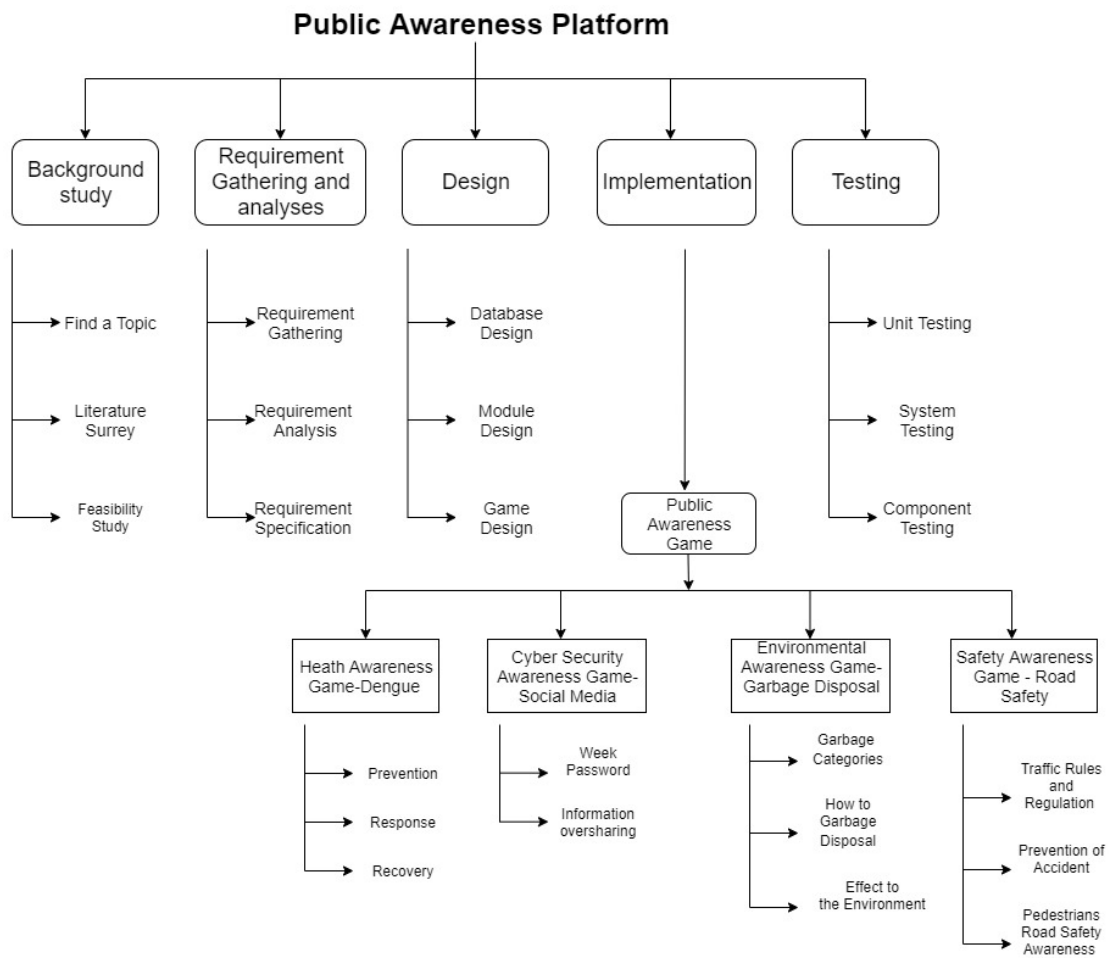 Public Awareness Platform
Background
study
Requirement
Gathering and
analyses
Design
Implementation
Testing
Find a Topic
Literature
Surrey
Feasibility
Study
Requirement
Gathering
Requirement
Analysis
Requirement
Specification
Database
Design
Module
Design
Game
Design
Public
Awareness
Game
Unit Testing
System
Testing
Component
Testing
Heath Awareness
Game-Dengue
Cyber Security
Awareness Game-
Social Media
Environmental
Awareness Game-
Garbage Disposal
Safety Awareness
Game - Road
Safety
Prevention
Response
Recovery
Week
Password
Information
oversharing
Garbage
Categories
How to
Garbage
Disposal
Effect to
the Environment
Traffic Rules
and
Regulation
Prevention of
Accident
Pedestrians
Road Safety
Awareness